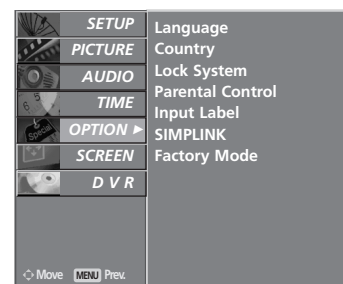 SETUP
PICTURE
AUDIO
TIME
OPTION ►
SCREEN
D V R
Language
Country
Lock System
Parental Control
Input Label
SIMPLINK
Factory Mode
Move MENU Prev.